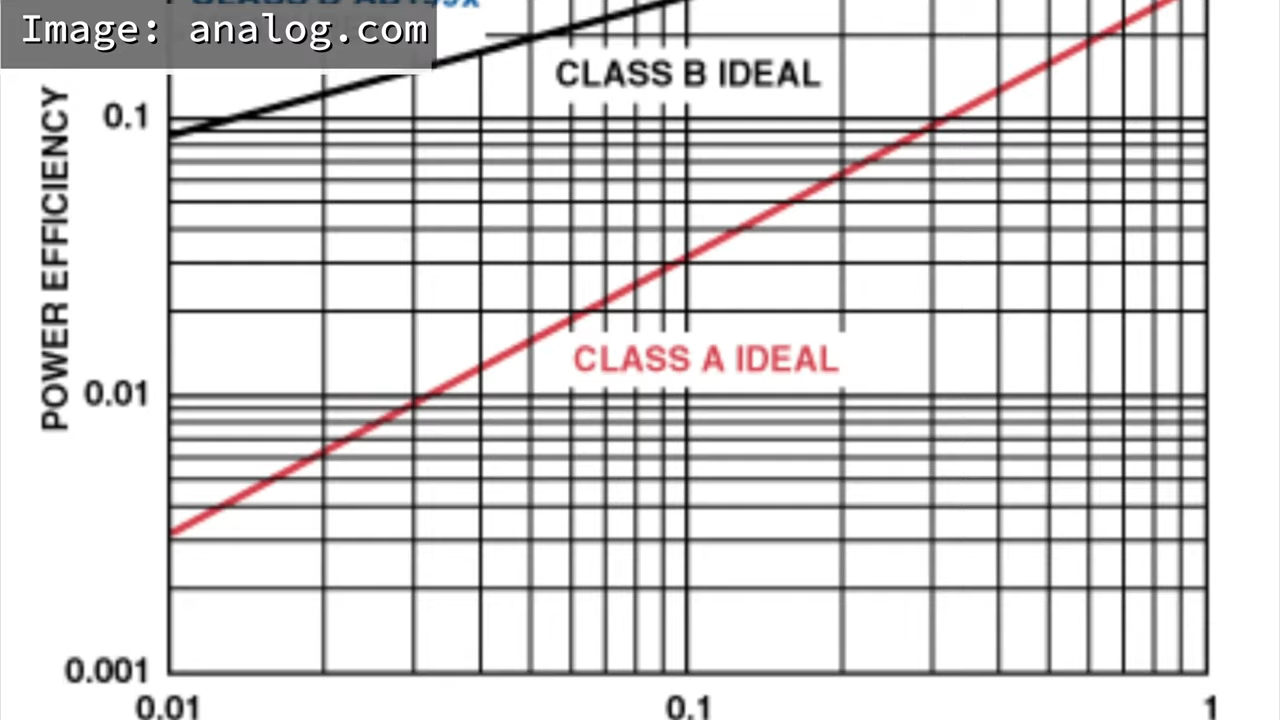 Image: analog.com
CLASS B IDEAL
0.1
POWER EFFICIENCY
CLASS A IDEAL
0.01
0.001
0.01
0.1
1